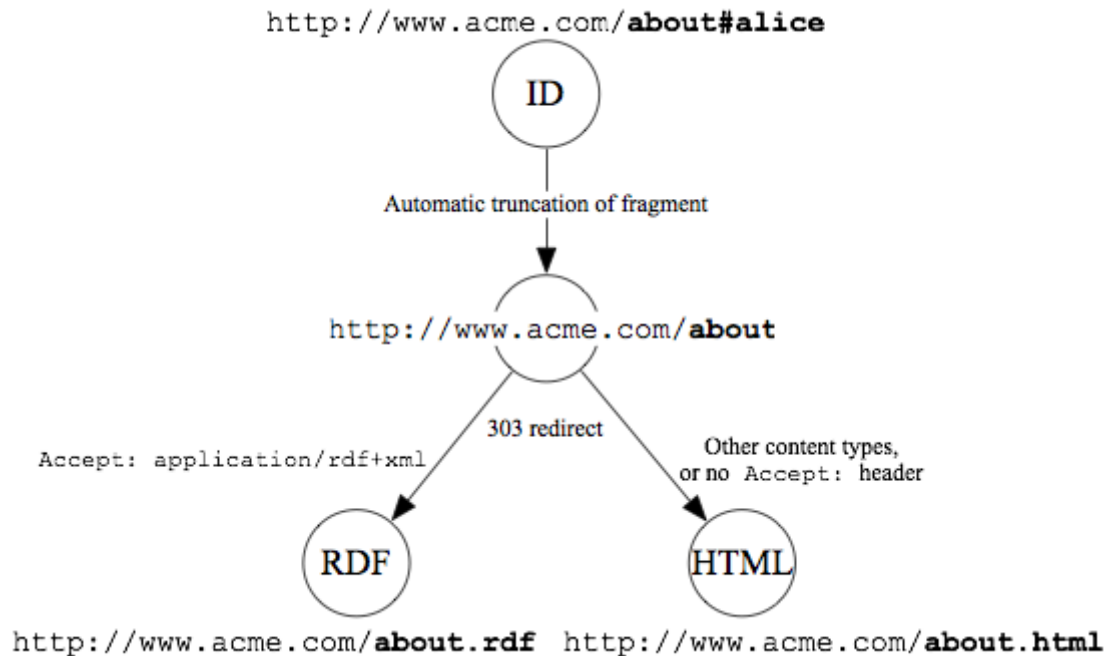 http://www.acme.com/about#alice
ID
Automatic truncation of fragment
http://www.acme.com/about
303 redirect
Accept: application/rdf+xml
Other content types,
or no Accept: header
RDF
HTML
http://www.acme.com/about.rdf
http://www.acme.com/about.html